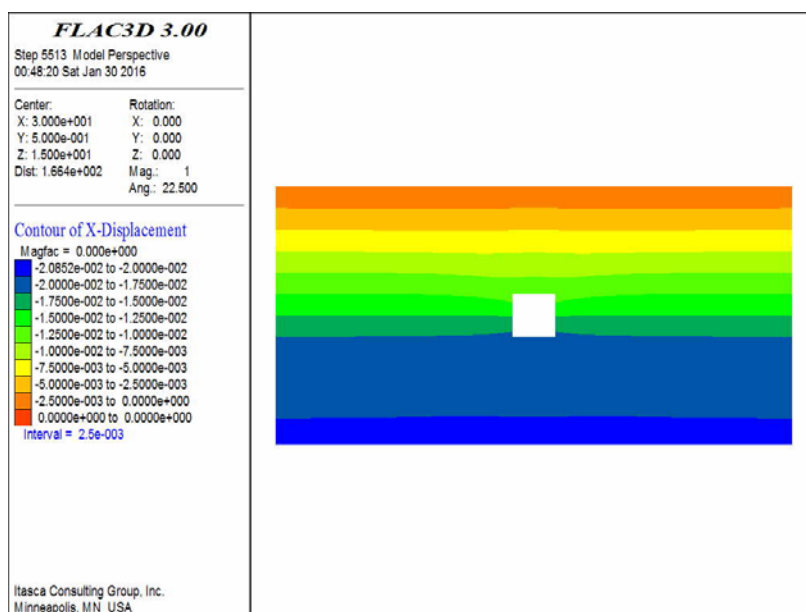 FLAC3D 3.00
Step 5513 Model Perspective
00:48:20 Sat Jan 30 2016
Center:
X: 3.000e+001
Y: 5.000e-001
Z: 1.500e+001
Dist: 1.664e+002
Rotation:
X: 0.000
Y: 0.000
Z: 0.000
Mag.: 1
Ang.: 22.500
Contour of X-Displacement
Magfac = 0.000e+000
-2.0852e-002 to -2.0000e-002
-2.0000e-002 to -1.7500e-002
-1.7500e-002 to -1.5000e-002
-1.5000e-002 to -1.2500e-002
-1.2500e-002 to -1.0000e-002
-1.0000e-002 to -7.5000e-003
-7.5000e-003 to -5.0000e-003
-5.0000e-003 to -2.5000e-003
-2.5000e-003 to 0.0000e+000
0.0000e+000 to 0.0000e+000
Interval = 2.5e-003
Itasca Consulting Group, Inc.
Minneapolis, MN USA